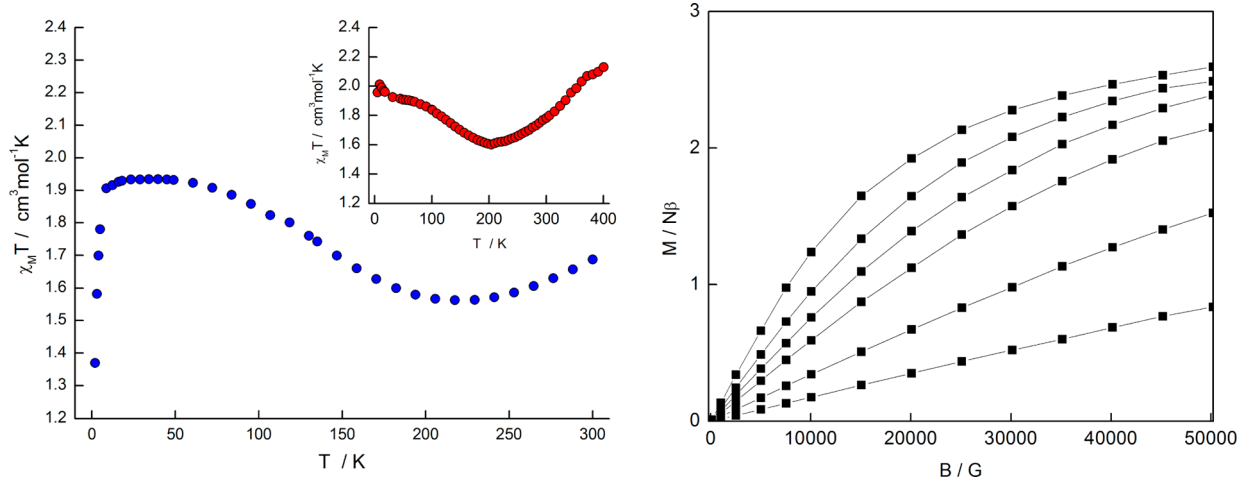 2.4
2.3
2.2
2.1
2.0
1.9
1.8
1.7
1.6
1.5
1.4
1.3
1.2
χMT / cm³mol⁻¹K
0 50 100 150 200 250 300
T / K
2.4
2.2
2.0
1.8
1.6
1.4
1.2
χMT / cm³mol⁻¹K
0 100 200 300 400
T / K
3
2
1
0
M / Nβ
0 10000 20000 30000 40000 50000
B / G